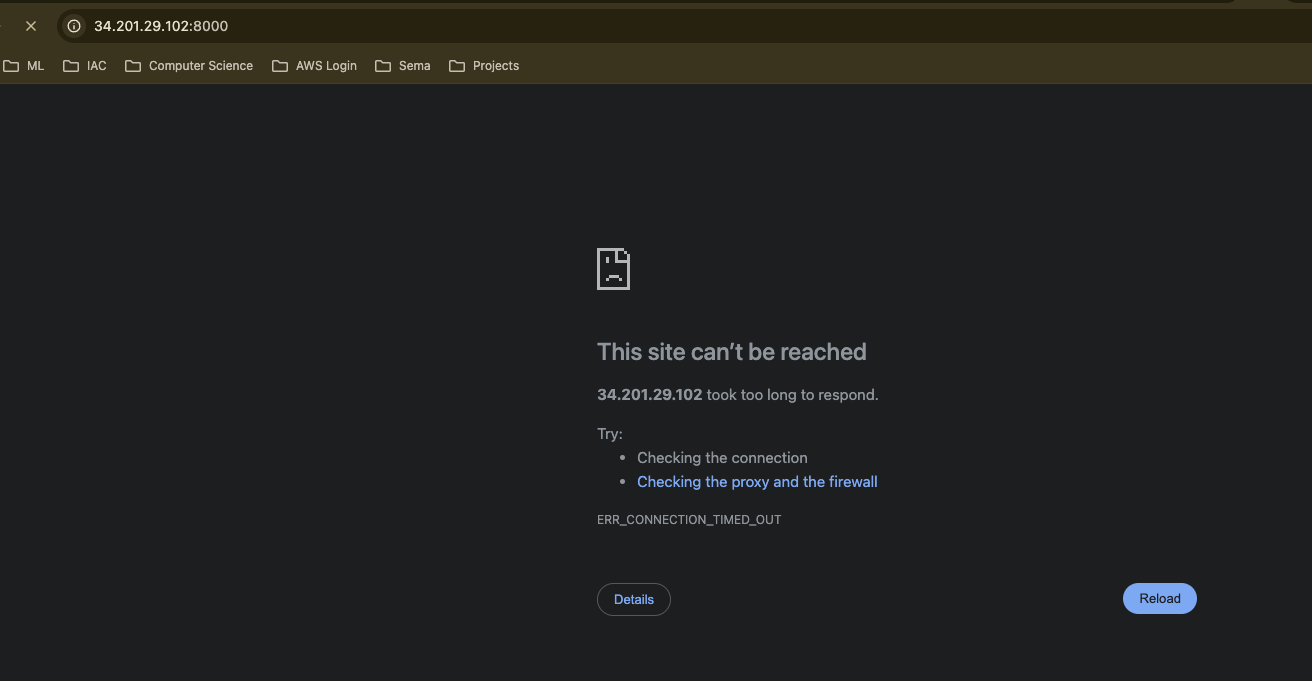 34.201.29.102:8000
ML IAC Computer Science AWS Login Sema Projects
This site can’t be reached
34.201.29.102 took too long to respond.
Try:
Checking the connection
Checking the proxy and the firewall
ERR_CONNECTION_TIMED_OUT
Details Reload